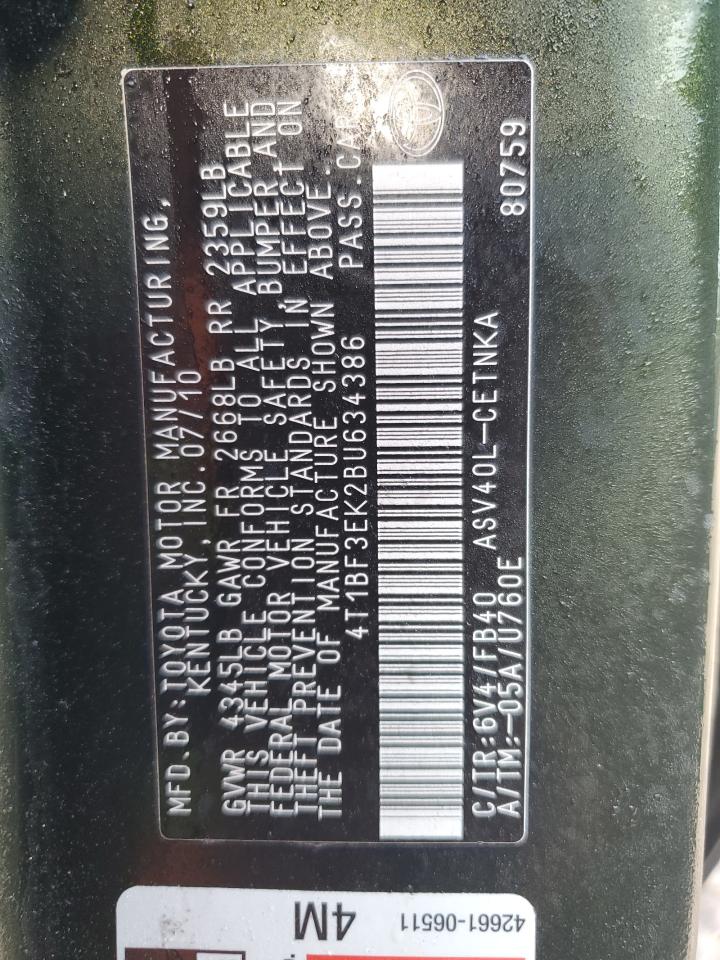 MFD.BY:TOYOTA MOTOR MANUFACTURING,
KENTUCKY, INC.07/10
GVWR 4345LB GAWR FR 2668LB RR 2359LB
THIS VEHICLE CONFORMS TO ALL APPLICABLE
FEDERAL MOTOR VEHICLE SAFETY, BUMPER AND
THEFT PREVENTION STANDARDS IN EFFECT ON
THE DATE OF MANUFACTURE SHOWN ABOVE.
4T1BF3EK2BU634386 PASS.CAR
C/TR:6V4/FB40 ASV40L-CETNKA
A/TM:-05A/U760E 80759
4M
42661-06511